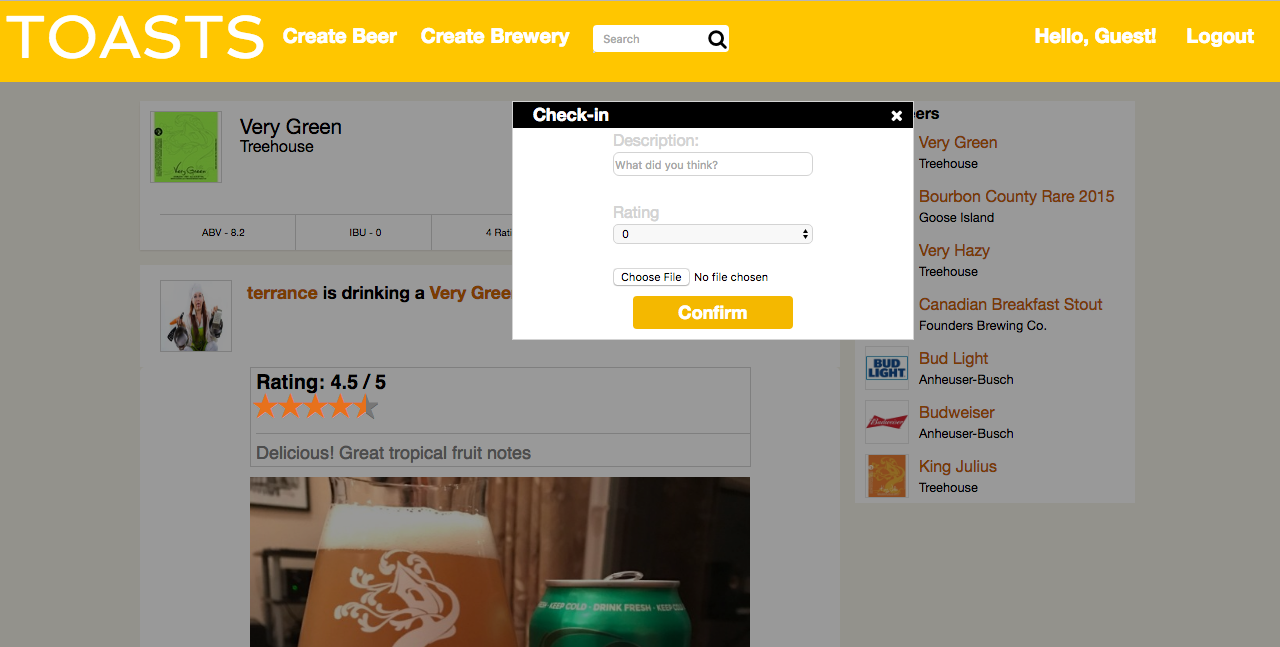 TOASTS
Create Beer
Create Brewery
Search
Hello, Guest!
Logout
Very Green
Very Green
Treehouse
ABV - 8.2
IBU - 0
4 Rati
terrance is drinking a Very Gree
Rating: 4.5 / 5
Delicious! Great tropical fruit notes
KEEP COLD · DRINK FRESH · KEEP COLD
Check-in
Description:
What did you think?
Rating
0
Choose File No file chosen
Confirm
ers
Very Green
Treehouse
Bourbon County Rare 2015
Goose Island
Very Hazy
Treehouse
Canadian Breakfast Stout
Founders Brewing Co.
BUD
LIGHT
Bud Light
Anheuser-Busch
Budweiser
Budweiser
Anheuser-Busch
King Julius
Treehouse